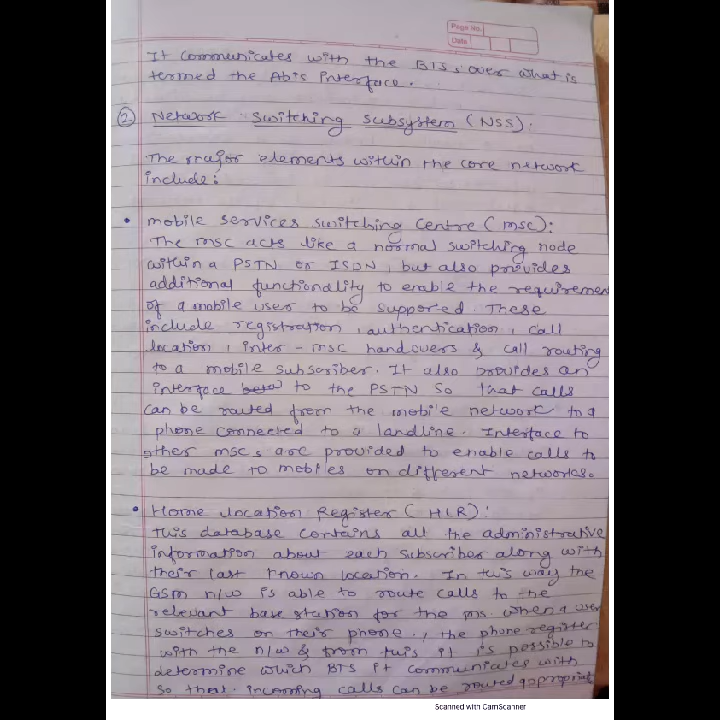 Page No.
Date
It communicates with the BTSs over what is
termed the Abis interface.
2. Network Switching Subsystem (NSS):
The major elements within the core network
include:
• mobile services switching Centre (msc):
The msc acts like a normal switching node
within a PSTN or ISDN, but also provides
additional functionality to enable the requiremen
of a mobile user to be suppored. These
include registration, authentication, call
location, inter-msc handovers & call routing
to a mobile subscriber. It also provides an
interface to the PSTN so that calls
can be routed from the mobile network to a
phone connected to a landline. Interface to
other mscs are provided to enable calls to
be made to mobiles on different networks.
• Home location Register (HLR):
This database contains all the administrative
information about each subscriber along with
their last known location. In this way the
GSM n/w is able to route calls to the
relevant base station for the ms. when a user
switches on their phone, the phone register
with the n/w & from this it is possible to
determine which BTS it communicates with
so that incoming calls can be routed appropriat
Scanned with CamScanner